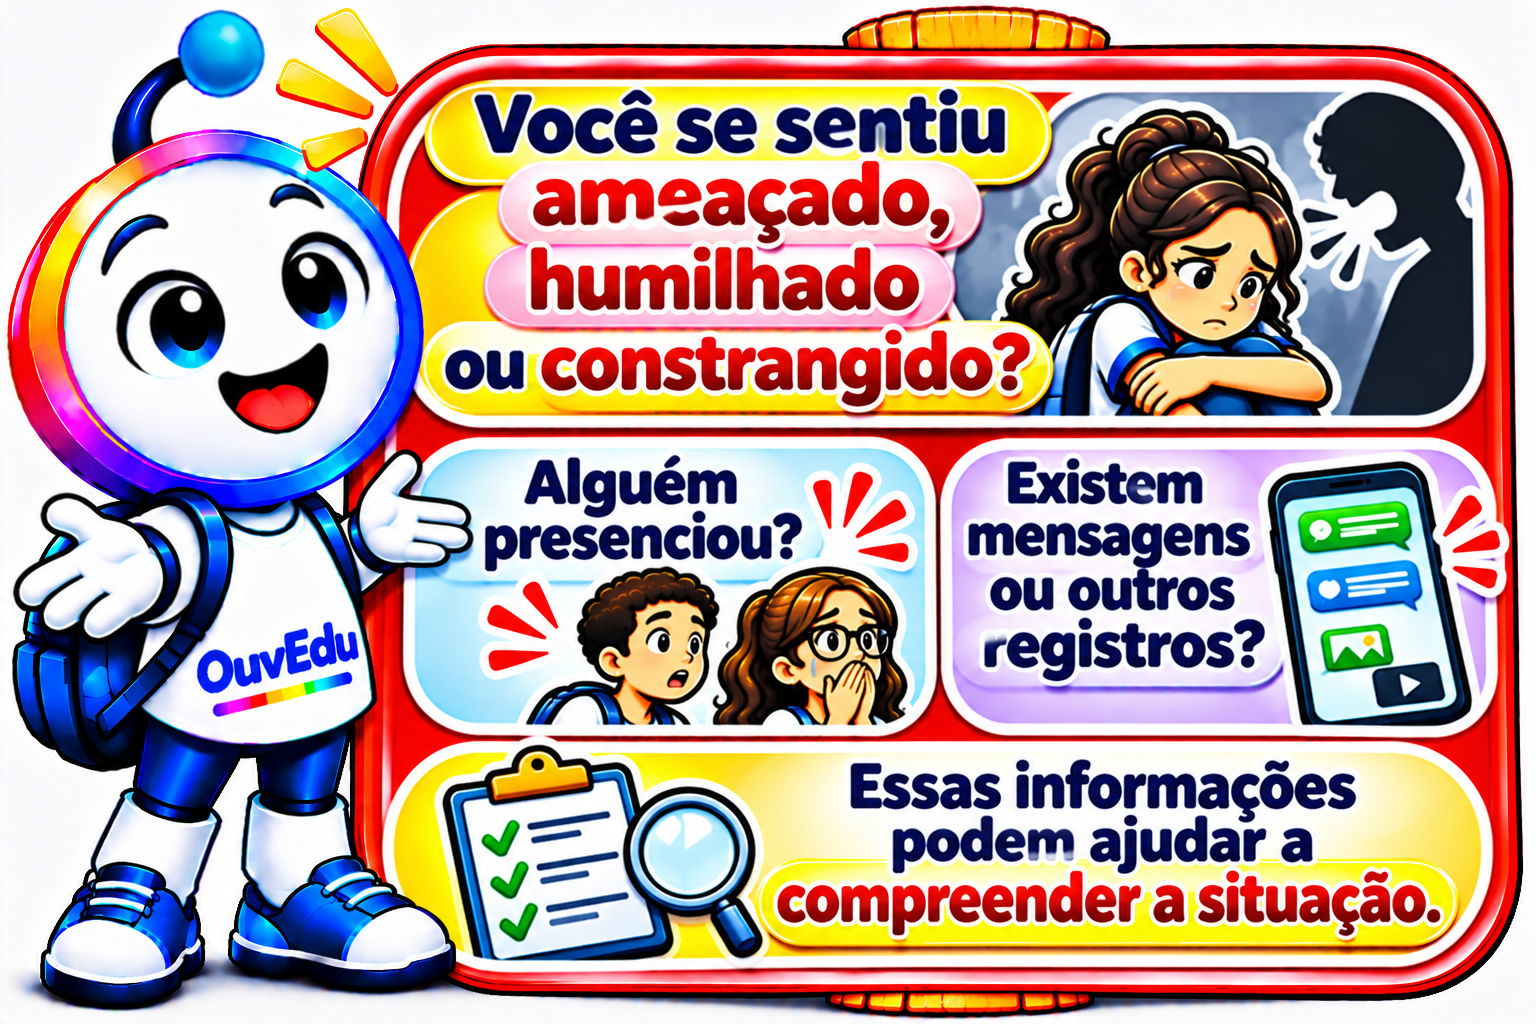 Você se sentiu
ameaçado,
humilhado
ou constrangido?
Alguém
presenciou?
Existem
mensagens
ou outros
registros?
OuvEdu
Essas informações
podem ajudar a
compreender a situação.